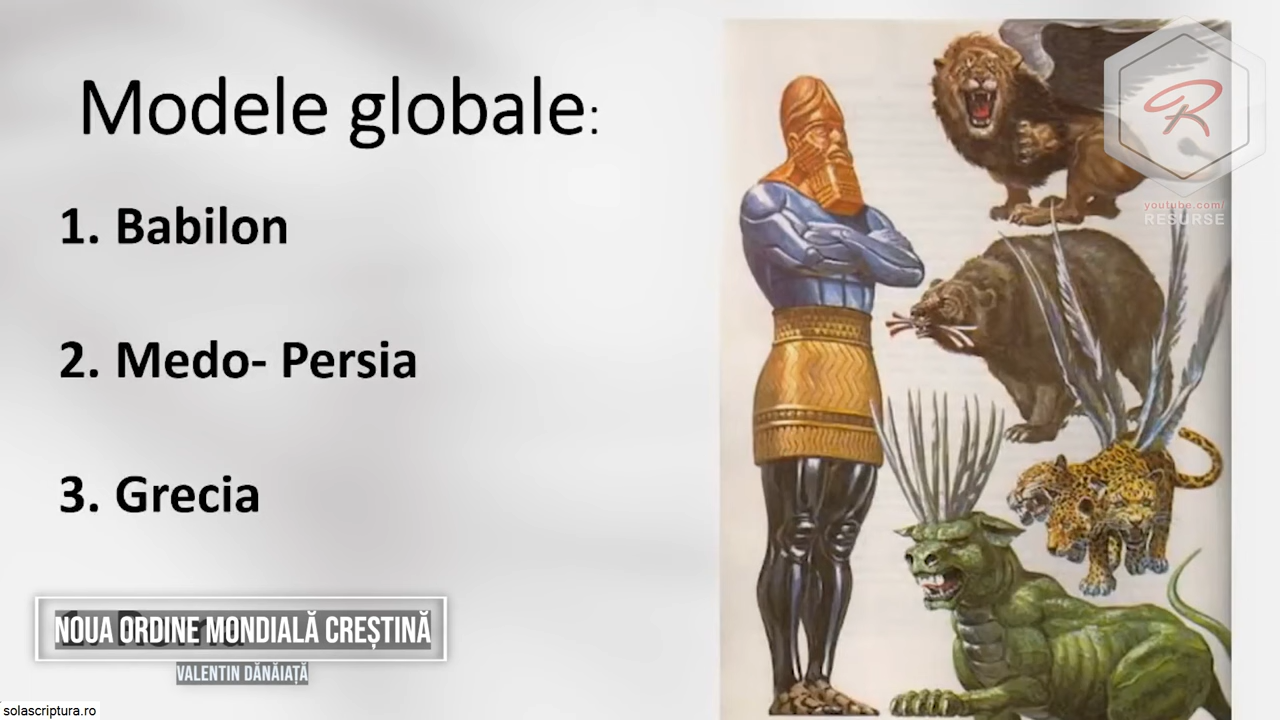 Modele globale:
1. Babilon
2. Medo- Persia
3. Grecia
NOUA ORDINE MONDIALĂ CREȘTINĂ
VALENTIN DĂNĂIAȚĂ
solascriptura.ro
R
youtube.com/
RESURSE